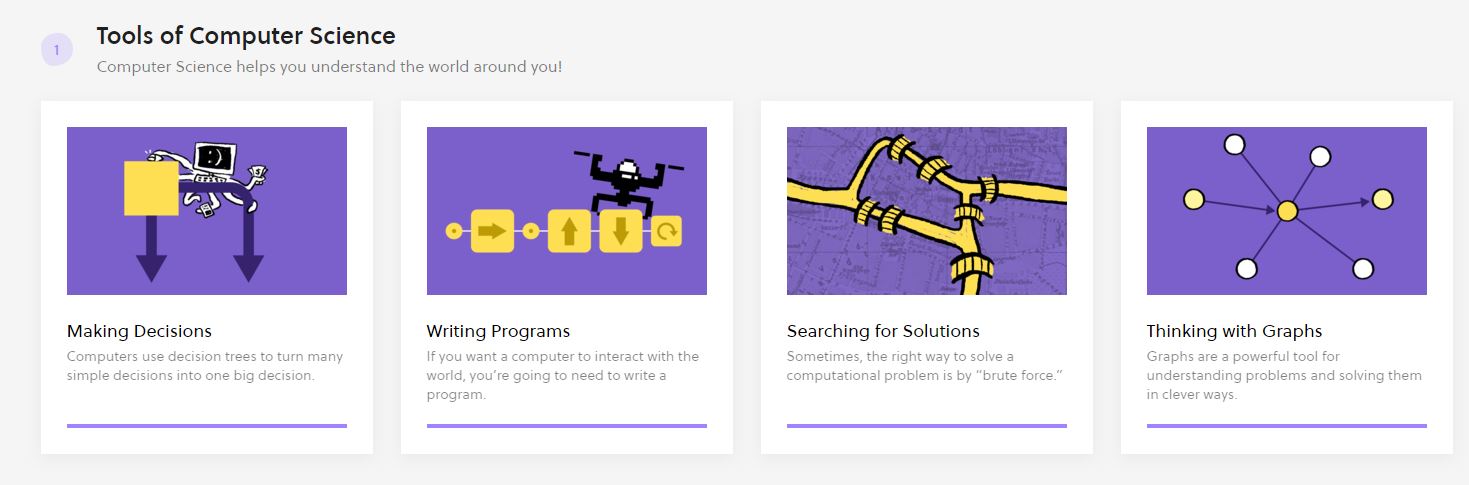 1
Tools of Computer Science
Computer Science helps you understand the world around you!
Making Decisions
Computers use decision trees to turn many
simple decisions into one big decision.
Writing Programs
If you want a computer to interact with the
world, you’re going to need to write a
program.
Searching for Solutions
Sometimes, the right way to solve a
computational problem is by “brute force.”
Thinking with Graphs
Graphs are a powerful tool for
understanding problems and solving them
in clever ways.